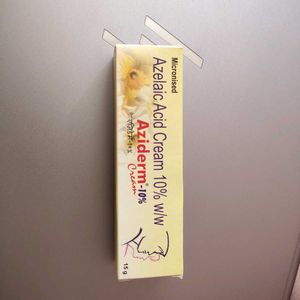 Micronised
Azelaic Acid Cream 10% w/w
Aziderm-10%
Cream
15 g